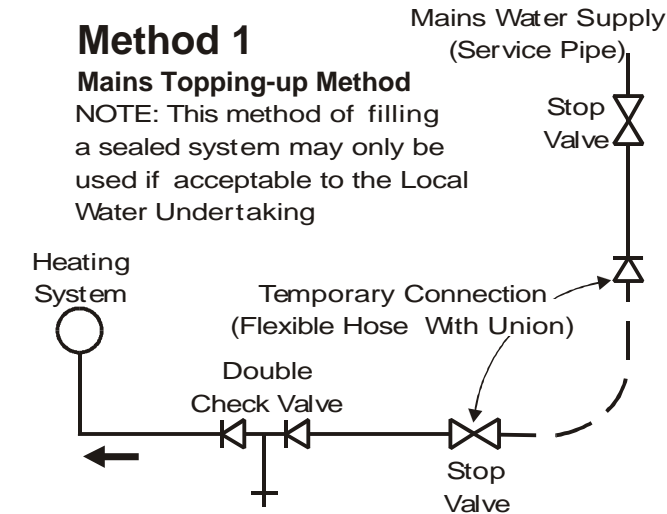 Method 1
Mains Topping-up Method
NOTE: This method of filling
a sealed system may only be
used if acceptable to the Local
Water Undertaking
Mains Water Supply
(Service Pipe)
Stop
Valve
Heating
System
Temporary Connection
(Flexible Hose With Union)
Double
Check Valve
Stop
Valve